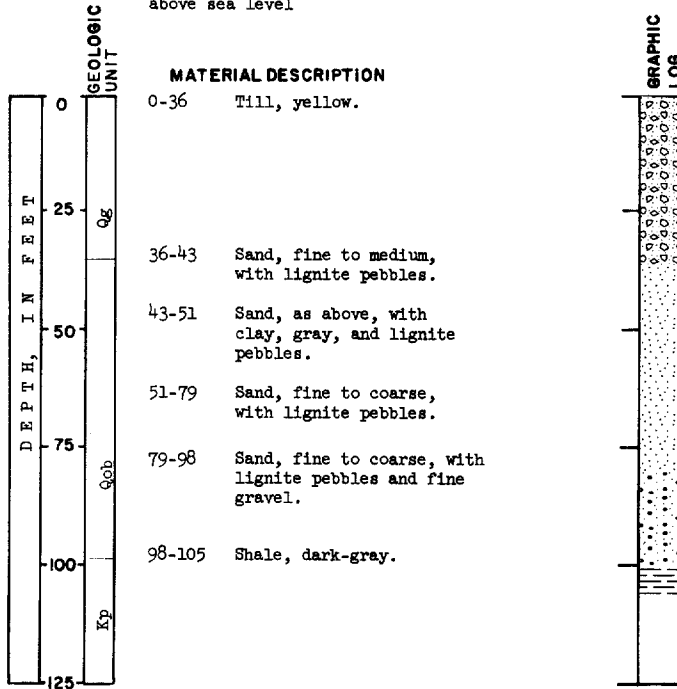 above sea level
GEOLOGIC
UNIT
GRAPHIC
LOG
MATERIAL DESCRIPTION
DEPTH, IN FEET
0
25
50
75
100
125
Qg
Qob
Kp
0-36 Till, yellow.
36-43 Sand, fine to medium,
with lignite pebbles.
43-51 Sand, as above, with
clay, gray, and lignite
pebbles.
51-79 Sand, fine to coarse,
with lignite pebbles.
79-98 Sand, fine to coarse, with
lignite pebbles and fine
gravel.
98-105 Shale, dark-gray.